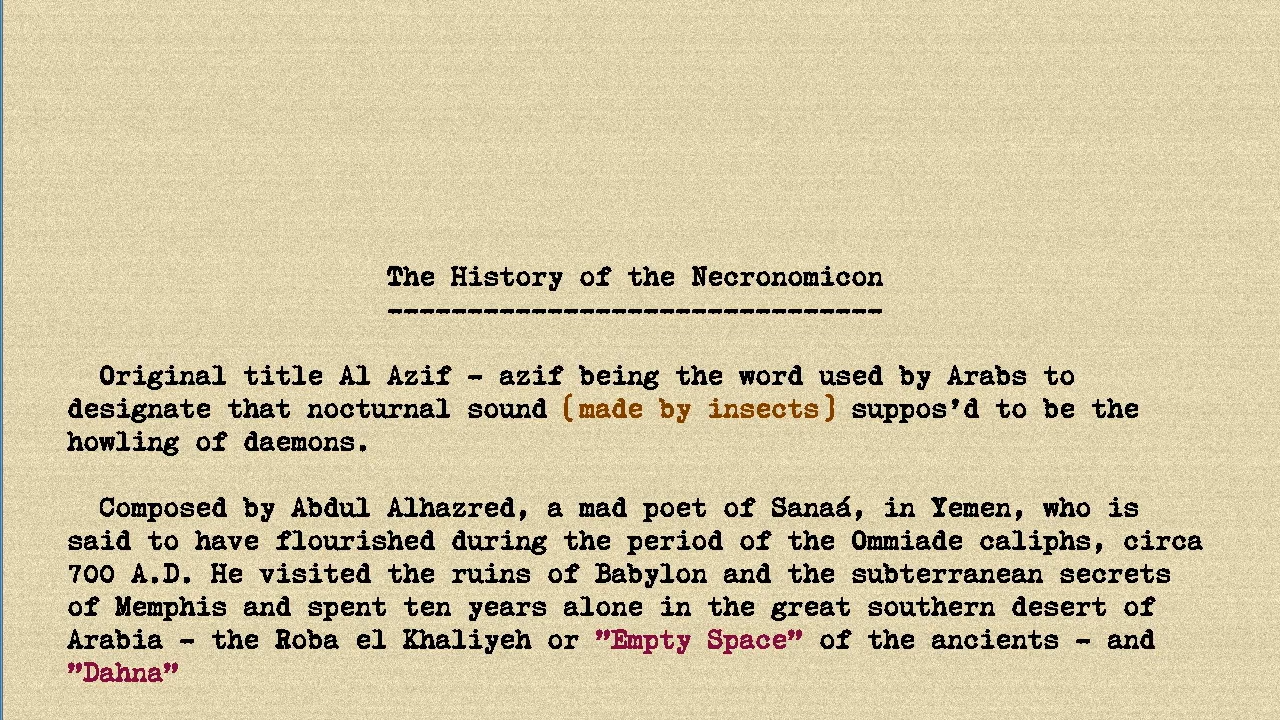 The History of the Necronomicon
-------------------------------
Original title Al Azif - azif being the word used by Arabs to
designate that nocturnal sound (made by insects) suppos'd to be the
howling of daemons.
Composed by Abdul Alhazred, a mad poet of Sanaá, in Yemen, who is
said to have flourished during the period of the Ommiade caliphs, circa
700 A.D. He visited the ruins of Babylon and the subterranean secrets
of Memphis and spent ten years alone in the great southern desert of
Arabia - the Roba el Khaliyeh or ”Empty Space” of the ancients - and
”Dahna”